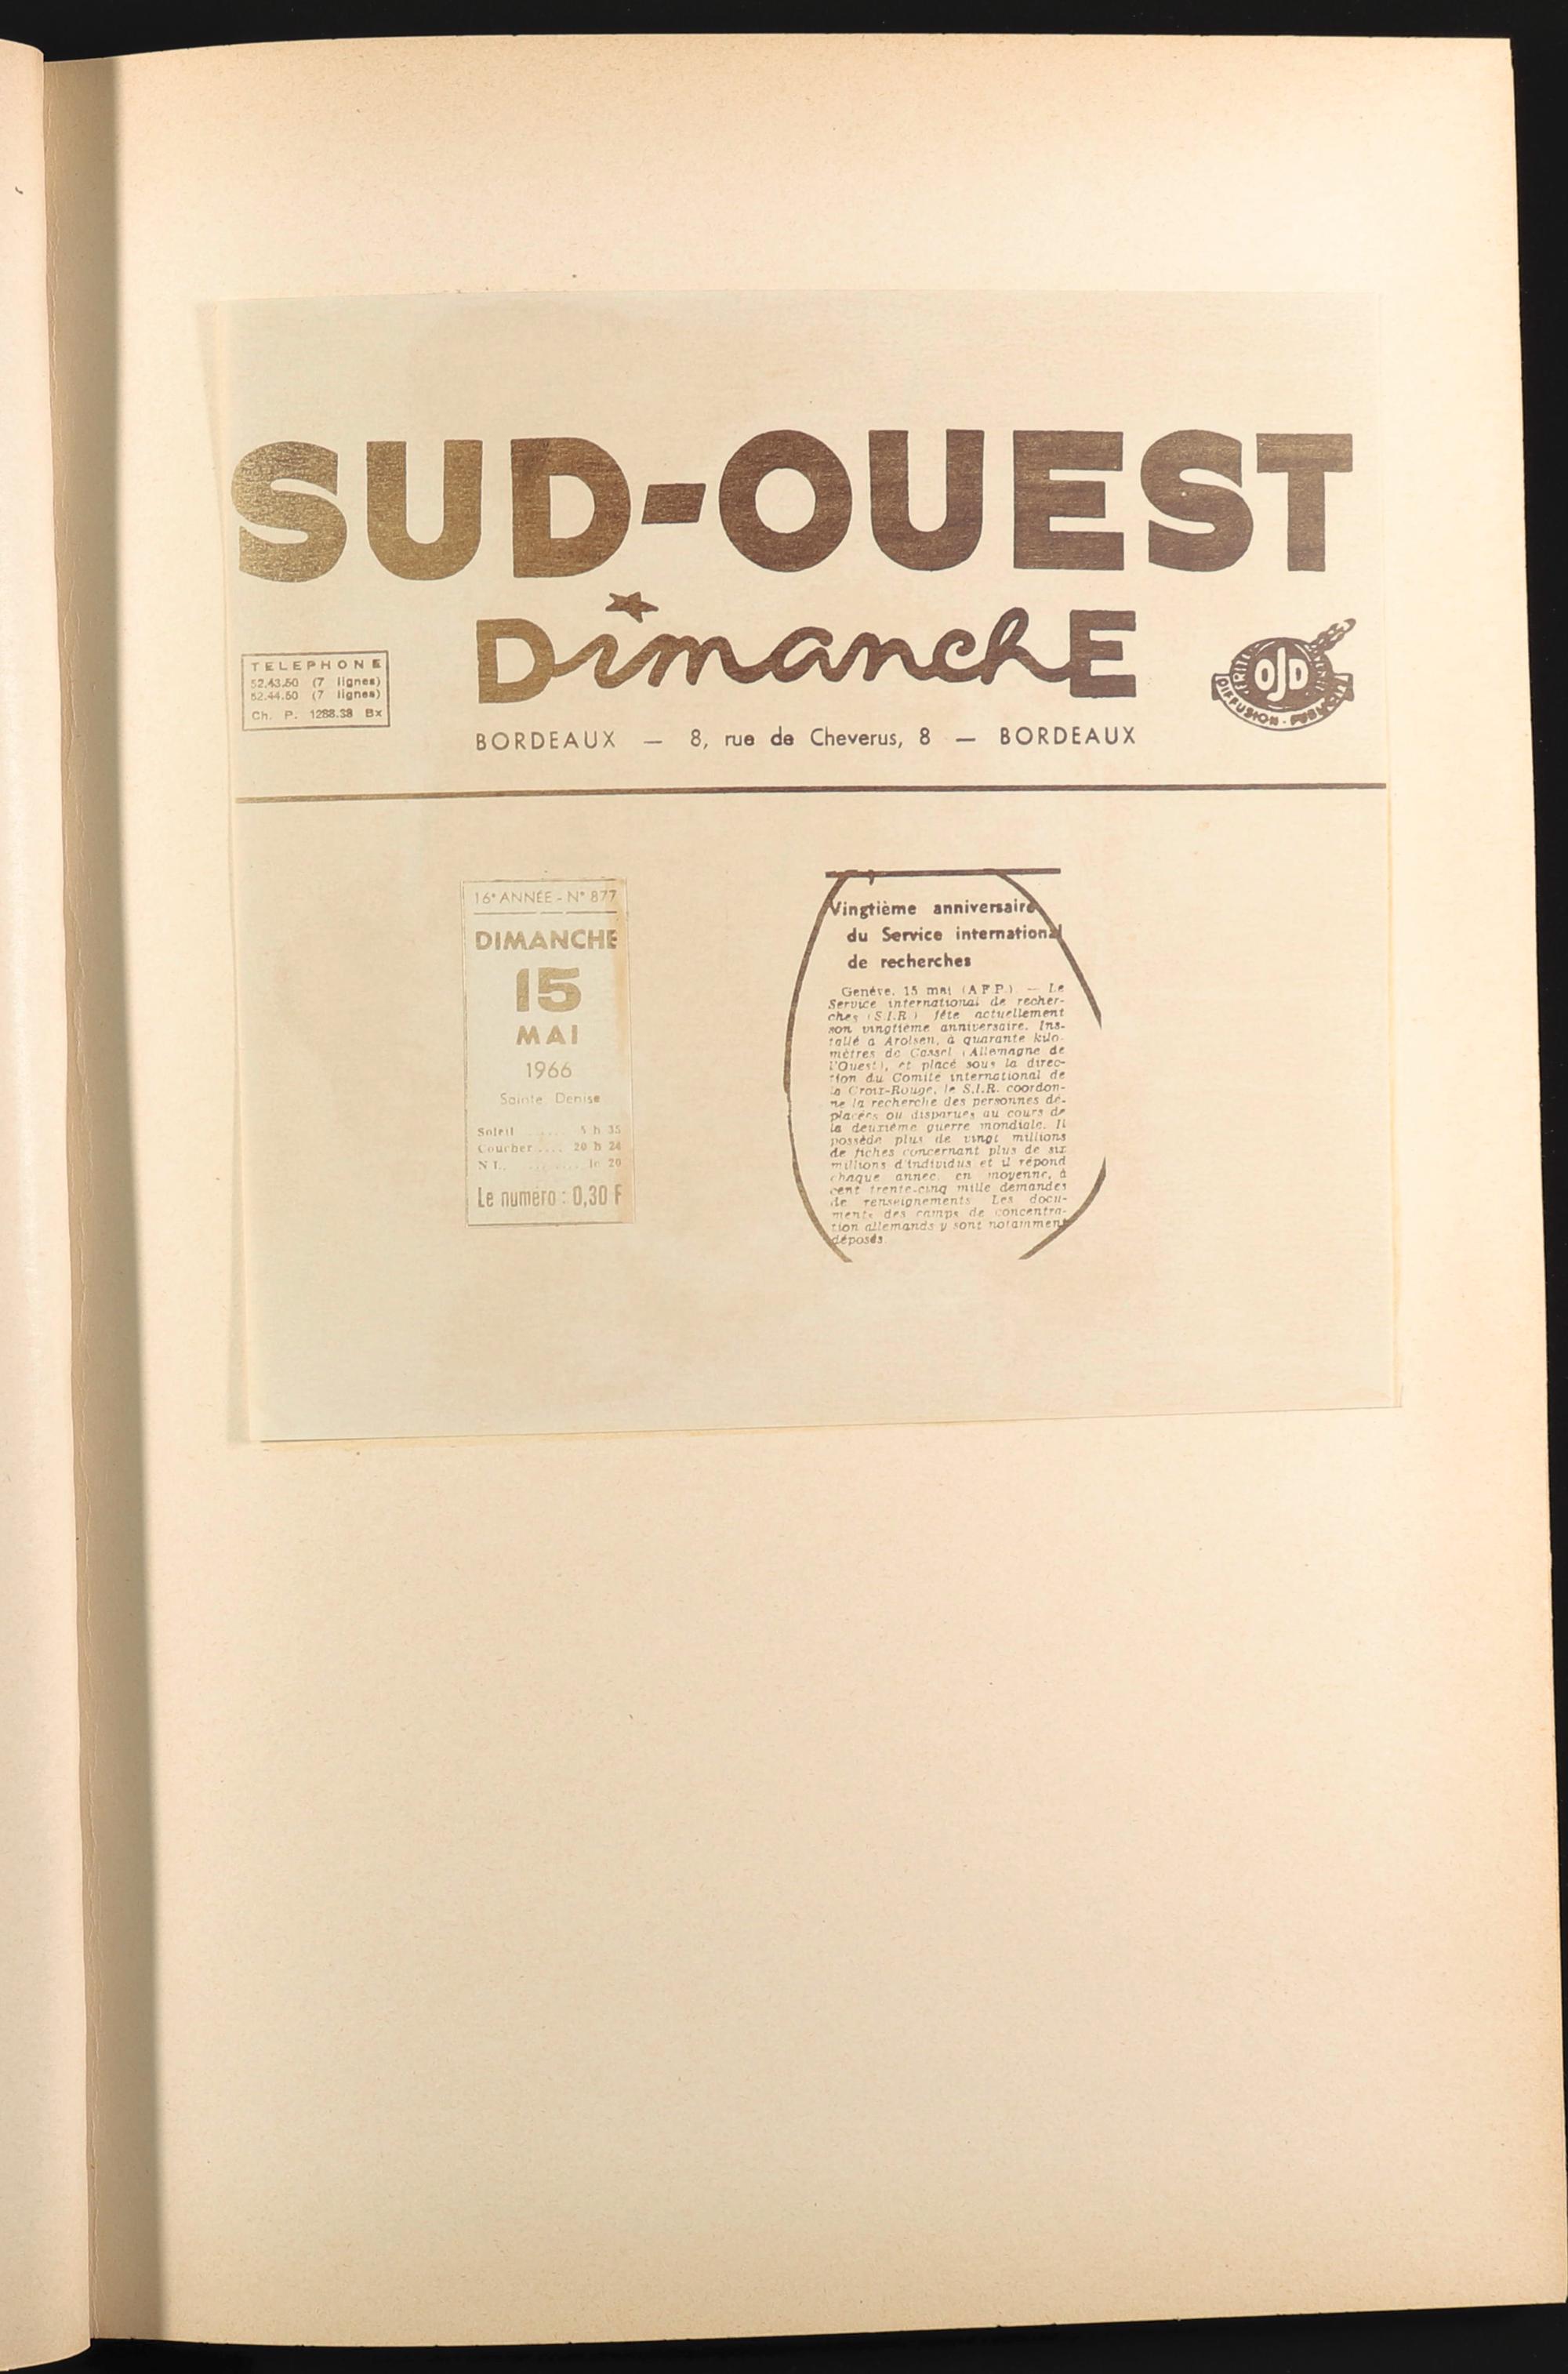 SUD-OUEST
DimanchE
TELEPHONE
52.43.50 (7 lignes)
52.44.50 (7 lignes)
Ch. P. 1288.38 Bx
BORDEAUX — 8, rue de Cheverus, 8 — BORDEAUX
OJD
DIFFUSION
16e ANNÉE - N° 877
DIMANCHE
15
MAI
1966
Sainte Denise
Soleil ...... 5 h 35
Coucher .... 20 h 24
N L. ........ le 20
Le numéro : 0,30 F
Vingtième anniversaire
du Service international
de recherches
Genève, 15 mai (A F P) — Le
Service international de recher-
ches (S.I.R.) fête actuellement
son vingtième anniversaire. Ins-
tallé à Arolsen, à quarante kilo-
mètres de Cassel (Allemagne de
l'Ouest), et placé sous la direc-
tion du Comité international de
la Croix-Rouge, le S.I.R. coordon-
ne la recherche des personnes dé-
placées ou disparues au cours de
la deuxième guerre mondiale. Il
possède plus de vingt millions
de fiches concernant plus de six
millions d'individus et il répond
chaque année, en moyenne, à
cent trente-cinq mille demandes
de renseignements. Les docu-
ments des camps de concentra-
tion allemands y sont notamment
déposés